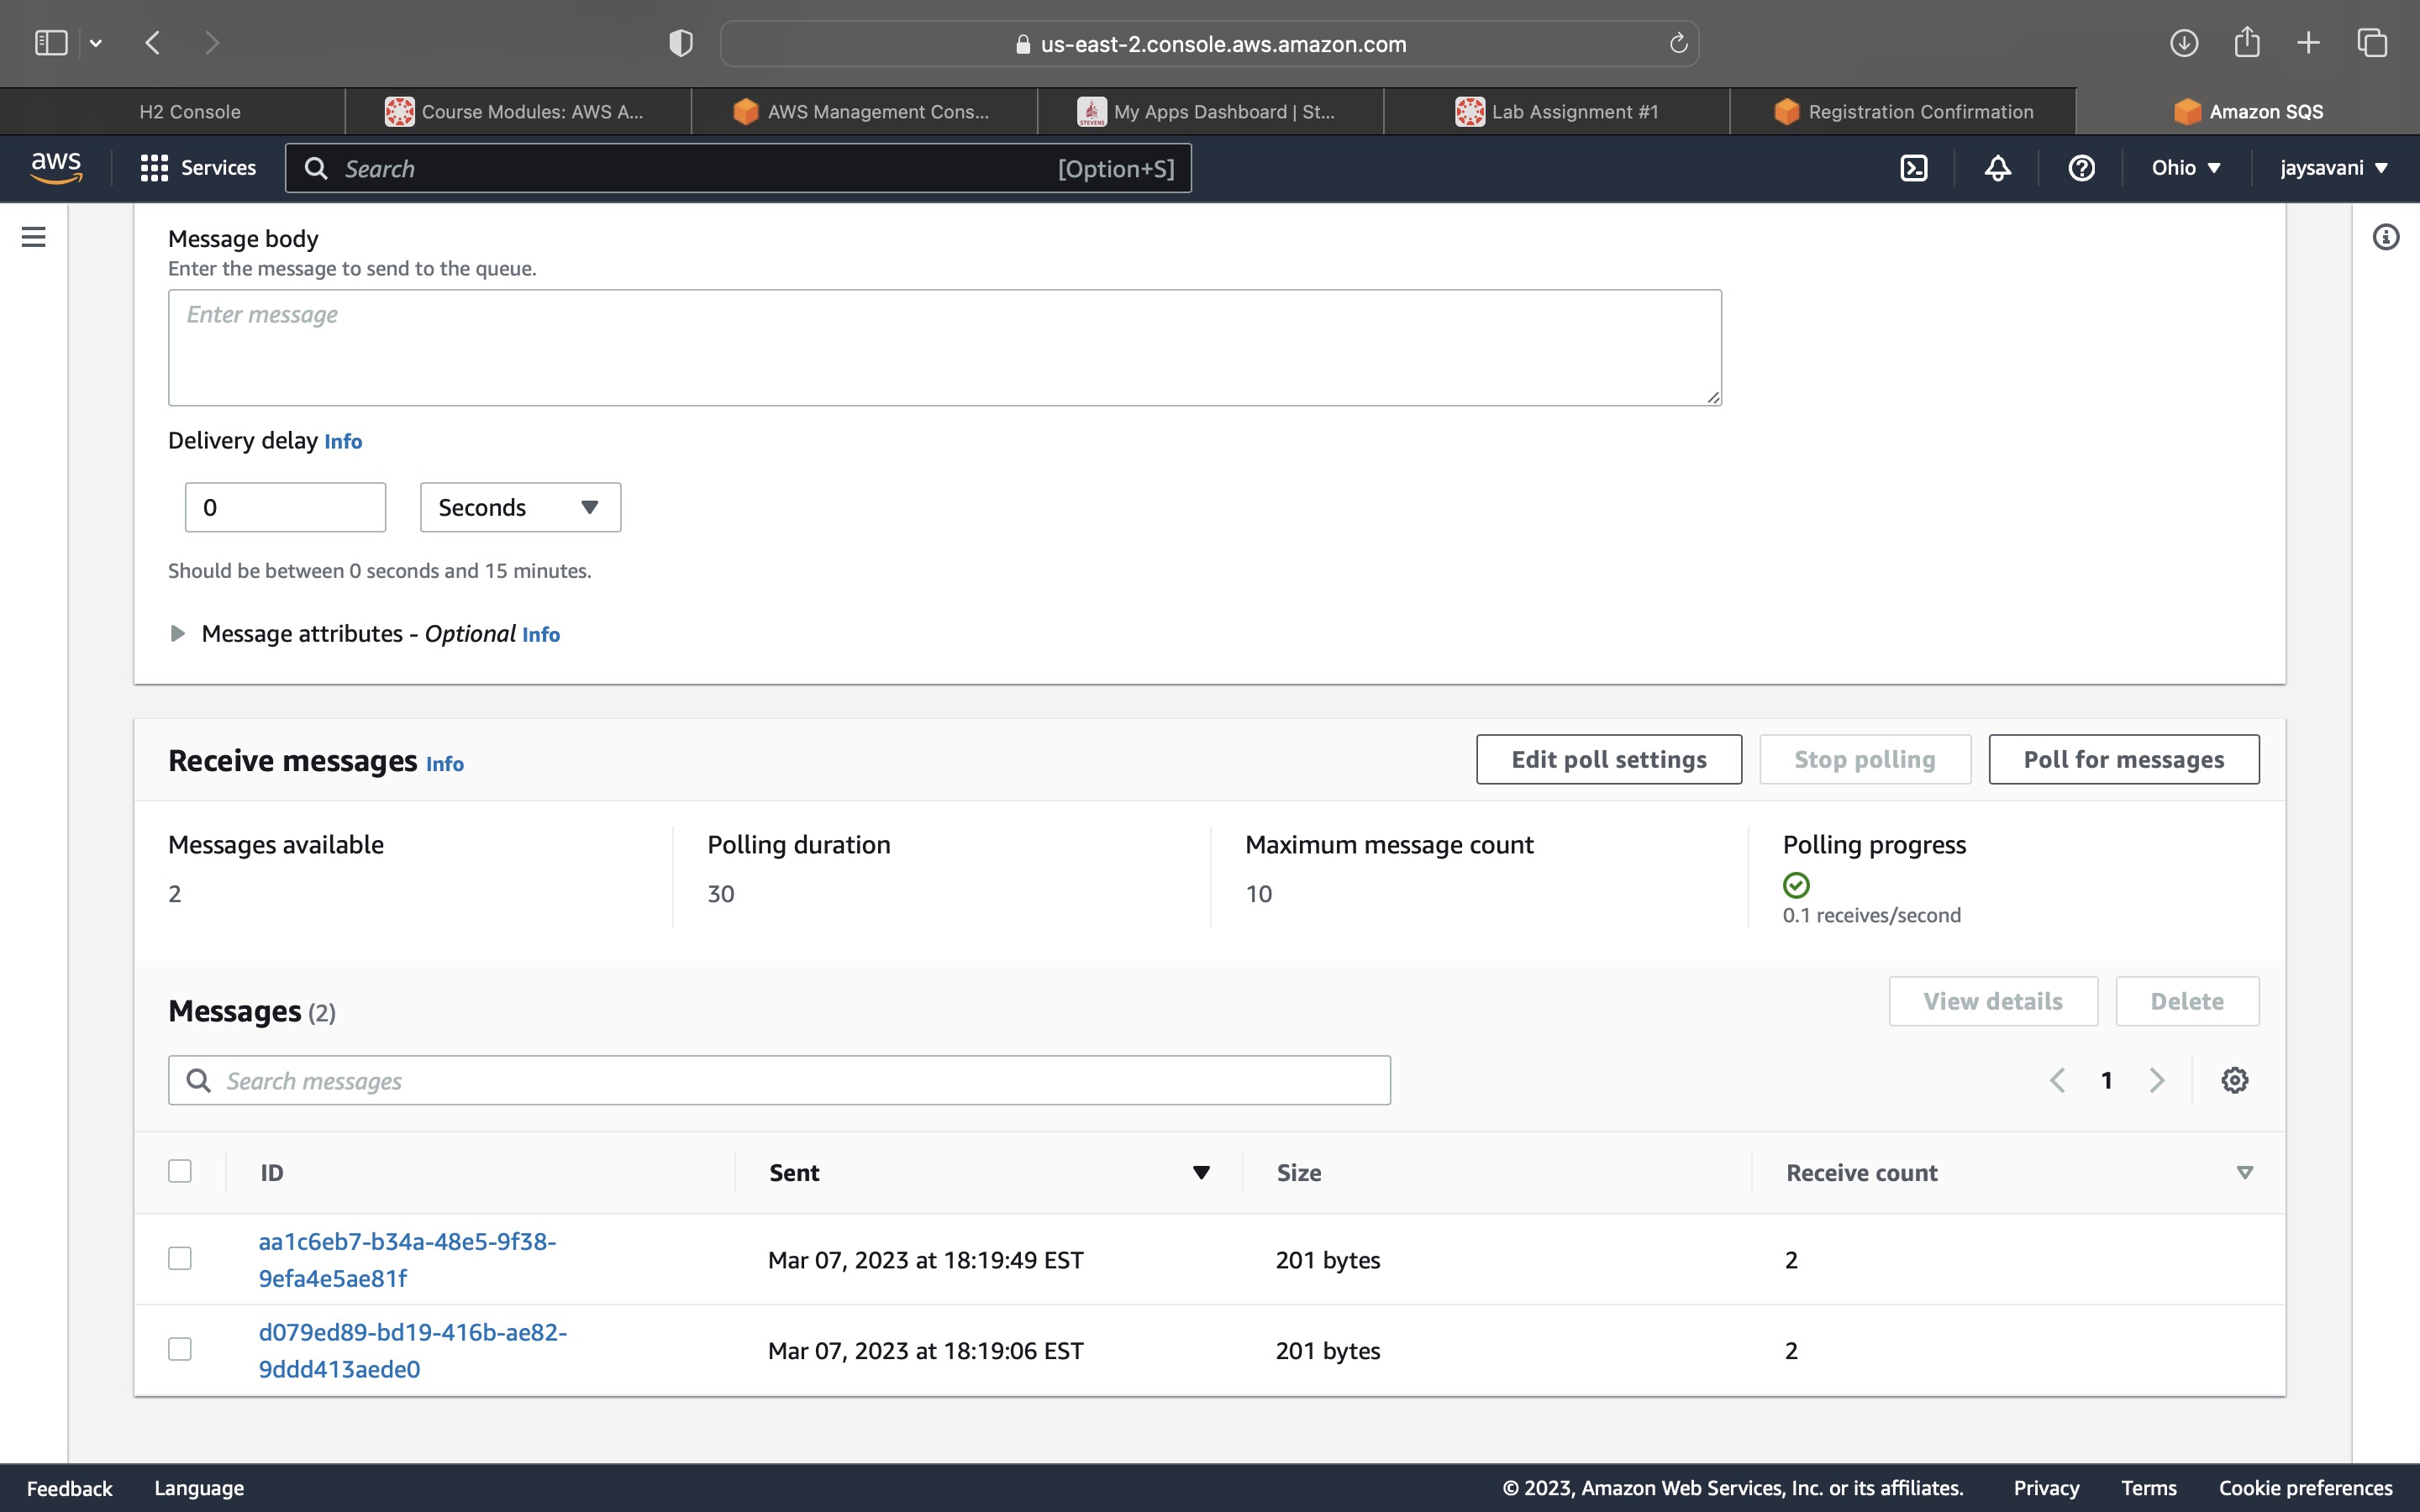 us-east-2.console.aws.amazon.com
H2 Console
Course Modules: AWS A...
AWS Management Cons...
STEVENS
My Apps Dashboard | St...
Lab Assignment #1
Registration Confirmation
Amazon SQS
aws
Services
Search
[Option+S]
Ohio
jaysavani
Message body
Enter the message to send to the queue.
Enter message
Delivery delay Info
0
Seconds
Should be between 0 seconds and 15 minutes.
Message attributes - Optional Info
Receive messages Info
Edit poll settings
Stop polling
Poll for messages
Messages available
2
Polling duration
30
Maximum message count
10
Polling progress
0.1 receives/second
Messages (2)
View details
Delete
Search messages
1
ID
Sent
Size
Receive count
aa1c6eb7-b34a-48e5-9f38-
9efa4e5ae81f
Mar 07, 2023 at 18:19:49 EST
201 bytes
2
d079ed89-bd19-416b-ae82-
9ddd413aede0
Mar 07, 2023 at 18:19:06 EST
201 bytes
2
Feedback
Language
© 2023, Amazon Web Services, Inc. or its affiliates.
Privacy
Terms
Cookie preferences